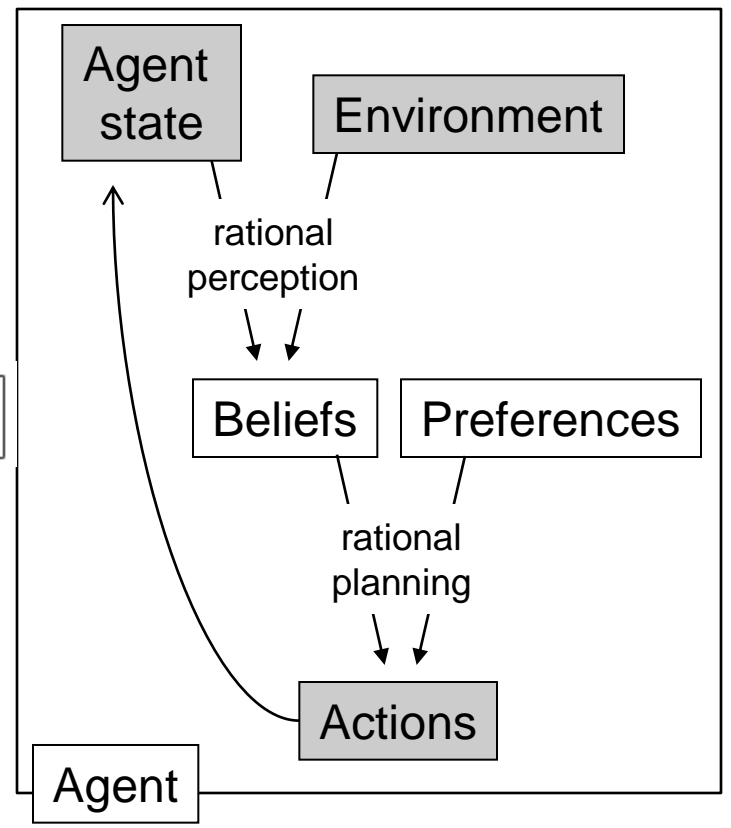 Agent
state
Environment
rational
perception
Beliefs
Preferences
rational
planning
Actions
Agent